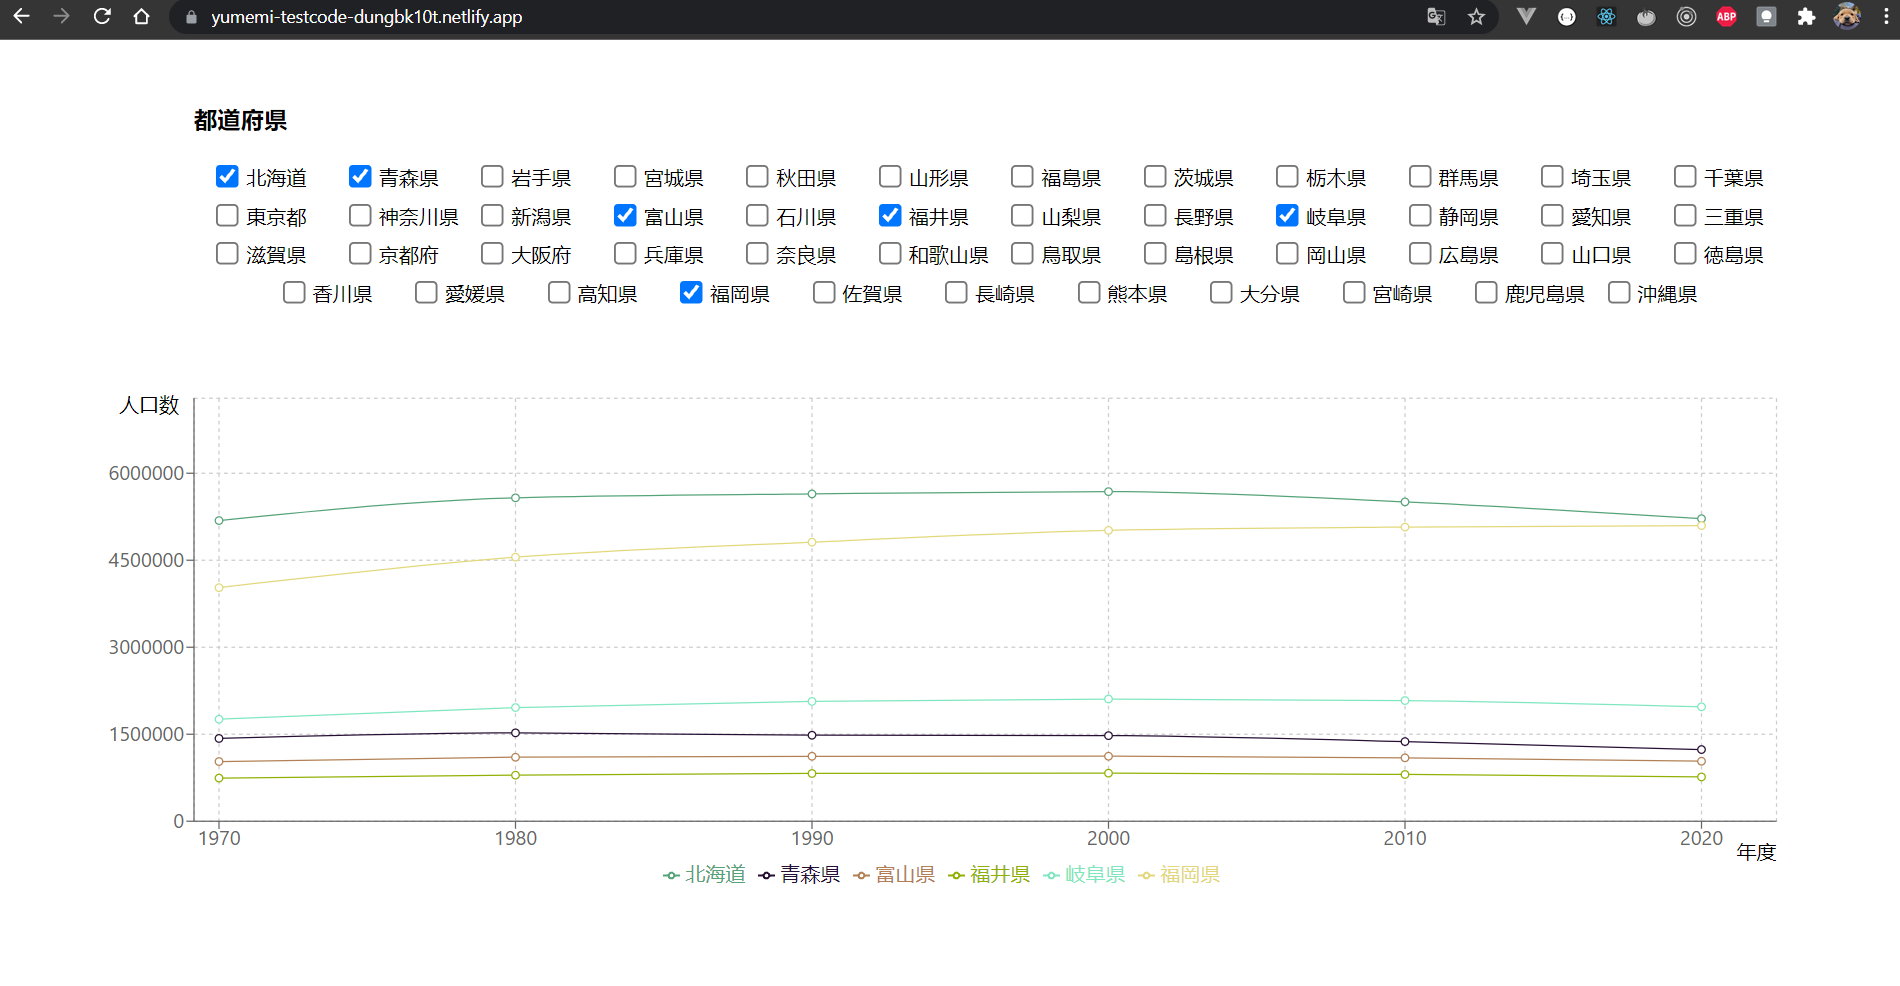 yumemi-testcode-dungbk10t.netlify.app
ABP
都道府県
北海道 青森県 岩手県 宮城県 秋田県 山形県 福島県 茨城県 栃木県 群馬県 埼玉県 千葉県
東京都 神奈川県 新潟県 富山県 石川県 福井県 山梨県 長野県 岐阜県 静岡県 愛知県 三重県
滋賀県 京都府 大阪府 兵庫県 奈良県 和歌山県 鳥取県 島根県 岡山県 広島県 山口県 徳島県
香川県 愛媛県 高知県 福岡県 佐賀県 長崎県 熊本県 大分県 宮崎県 鹿児島県 沖縄県
人口数
6000000
4500000
3000000
1500000
0
1970 1980 1990 2000 2010 2020
年度
北海道 青森県 富山県 福井県 岐阜県 福岡県